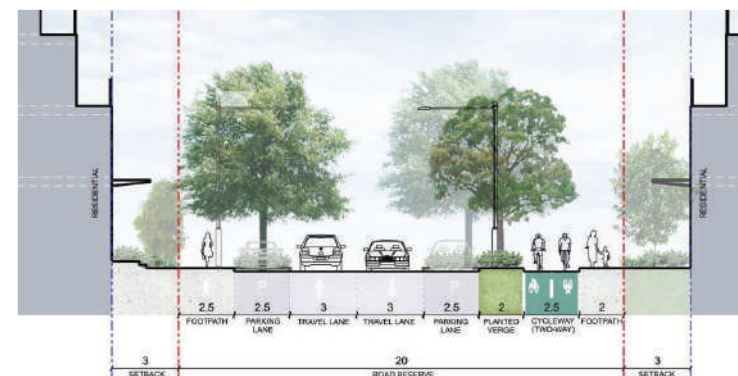 RESIDENTIAL
RESIDENTIAL
P
P
2.5 2.5 3 3 2.5 2 2.5 2
FOOTPATH PARKING LANE TRAVEL LANE TRAVEL LANE PARKING LANE PLANTED VERGE CYCLEWAY (TWO-WAY) FOOTPATH
3 20 3
SETBACK ROAD RESERVE SETBACK